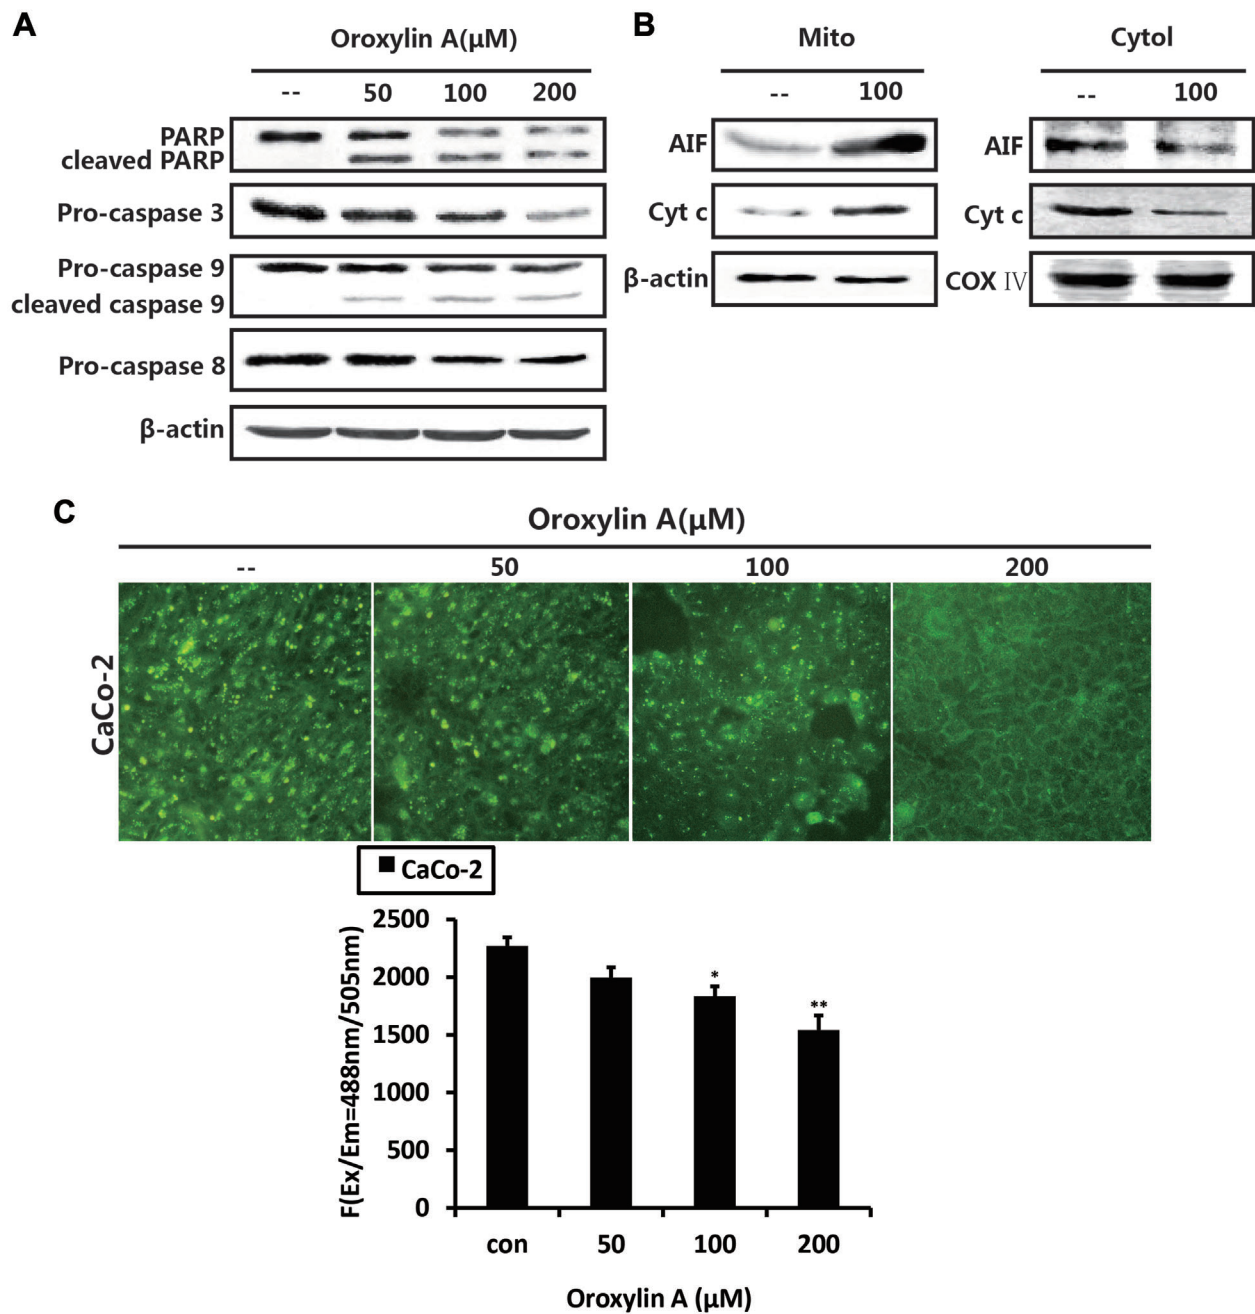 A
Oroxylin A(μM)
-- 50 100 200
PARP
cleaved PARP
Pro-caspase 3
Pro-caspase 9
cleaved caspase 9
Pro-caspase 8
β-actin
B
Mito Cytol
-- 100 -- 100
AIF AIF
Cyt c Cyt c
β-actin COX Ⅳ
C
Oroxylin A(μM)
-- 50 100 200
CaCo-2
■ CaCo-2
F(Ex/Em=488nm/505nm)
2500
2000
1500
1000
500
0
* **
con 50 100 200
Oroxylin A (μM)